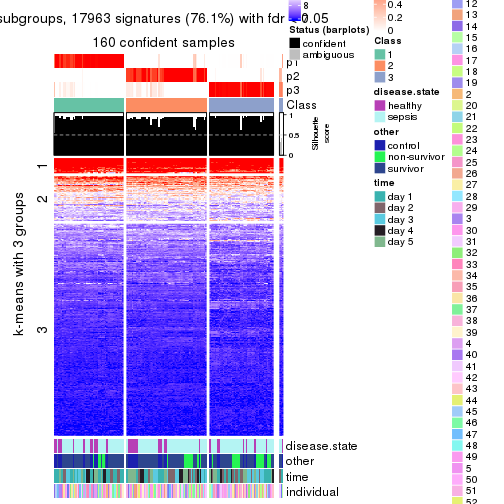 subgroups, 17963 signatures (76.1%) with fdr < 0.05
160 confident samples
p1
p2
p3
Class
1
0.5
0
Silhouette
score
k-means with 3 groups
1
2
3
disease.state
other
time
individual
8
0
Status (barplots)
confident
ambiguous
0.4
0.2
0
Class
1
2
3
disease.state
healthy
sepsis
other
control
non-survivor
survivor
time
day 1
day 2
day 3
day 4
day 5
12
13
14
15
16
17
18
19
2
20
21
22
23
24
25
26
27
28
29
3
30
31
32
33
34
35
36
37
38
39
4
40
41
42
43
44
45
46
47
48
49
5
50
51
52